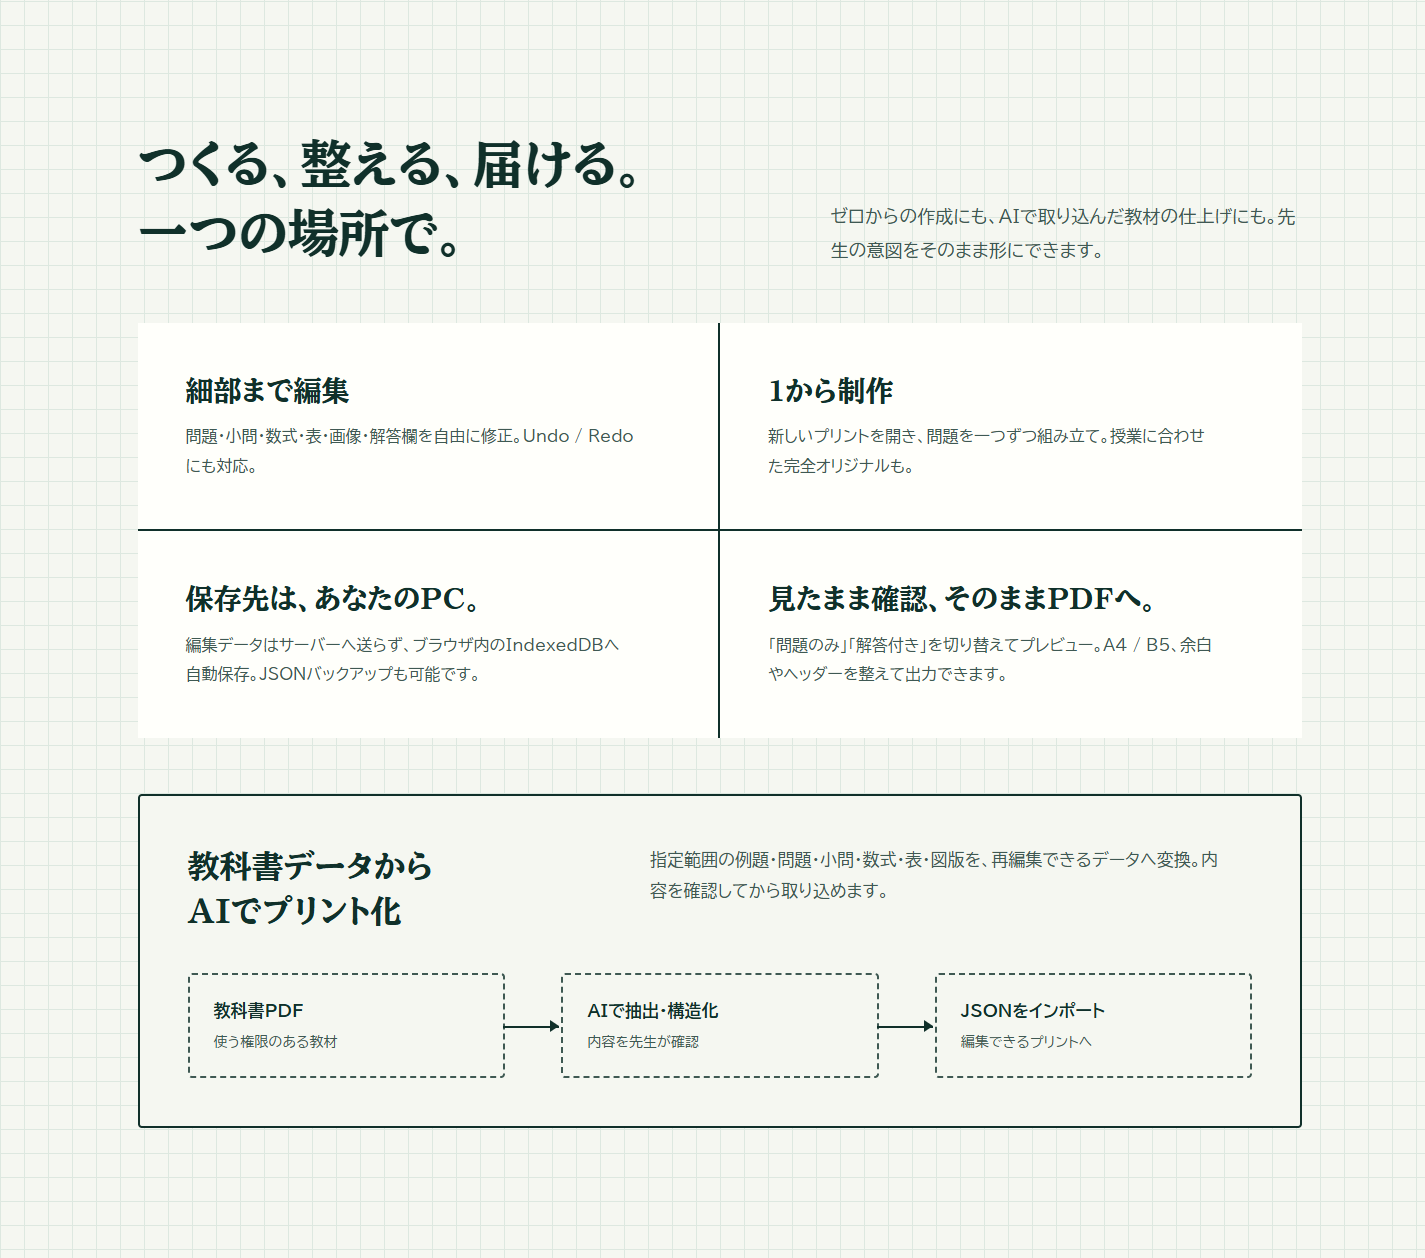 つくる、整える、届ける。
一つの場所で。
ゼロからの作成にも、AIで取り込んだ教材の仕上げにも。先
生の意図をそのまま形にできます。
細部まで編集
問題・小問・数式・表・画像・解答欄を自由に修正。Undo / Redo
にも対応。
1から制作
新しいプリントを開き、問題を一つずつ組み立て。授業に合わせ
た完全オリジナルも。
保存先は、あなたのPC。
編集データはサーバーへ送らず、ブラウザ内のIndexedDBへ
自動保存。JSONバックアップも可能です。
見たまま確認、そのままPDFへ。
「問題のみ」「解答付き」を切り替えてプレビュー。A4 / B5、余白
やヘッダーを整えて出力できます。
教科書データから
AIでプリント化
指定範囲の例題・問題・小問・数式・表・図版を、再編集できるデータへ変換。内
容を確認してから取り込めます。
教科書PDF
使う権限のある教材
AIで抽出・構造化
内容を先生が確認
JSONをインポート
編集できるプリントへ